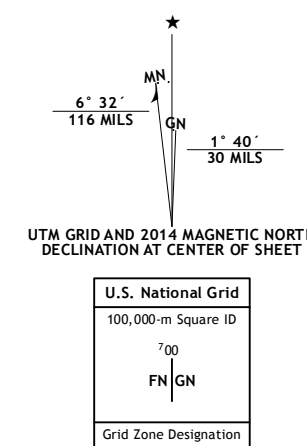 ★
MN.
GN
6° 32´
116 MILS
1° 40´
30 MILS
UTM GRID AND 2014 MAGNETIC NORT
DECLINATION AT CENTER OF SHEET
U.S. National Grid
100,000-m Square ID
700
FN GN
Grid Zone Designation